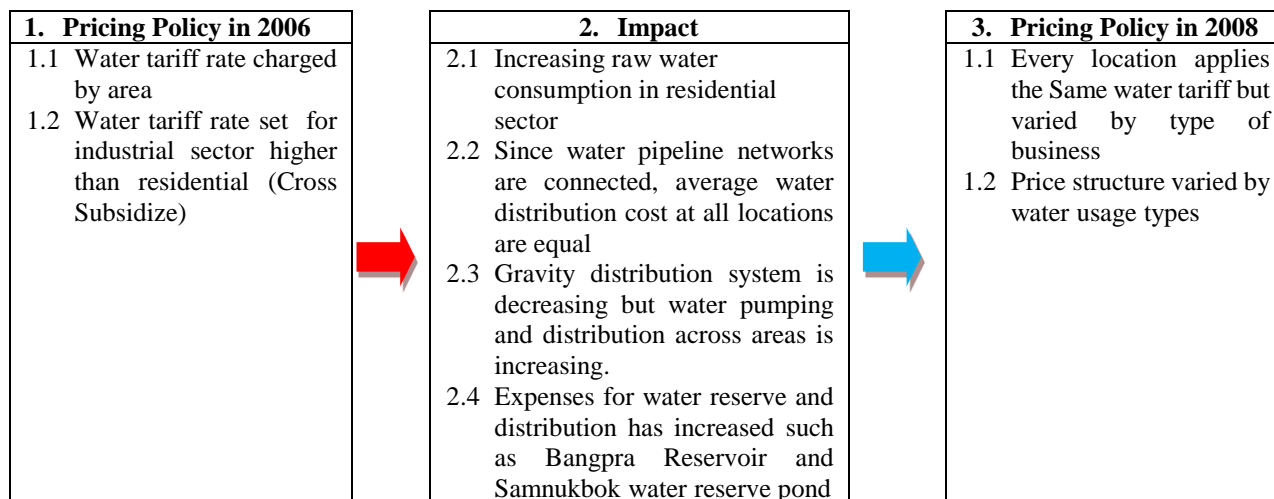 1. Pricing Policy in 2006
1.1 Water tariff rate charged
by area
1.2 Water tariff rate set for
industrial sector higher
than residential (Cross
Subsidize)
2. Impact
2.1 Increasing raw water
consumption in residential
sector
2.2 Since water pipeline networks
are connected, average water
distribution cost at all locations
are equal
2.3 Gravity distribution system is
decreasing but water pumping
and distribution across areas is
increasing.
2.4 Expenses for water reserve and
distribution has increased such
as Bangpra Reservoir and
Samnukbok water reserve pond
3. Pricing Policy in 2008
1.1 Every location applies
the Same water tariff but
varied by type of
business
1.2 Price structure varied by
water usage types